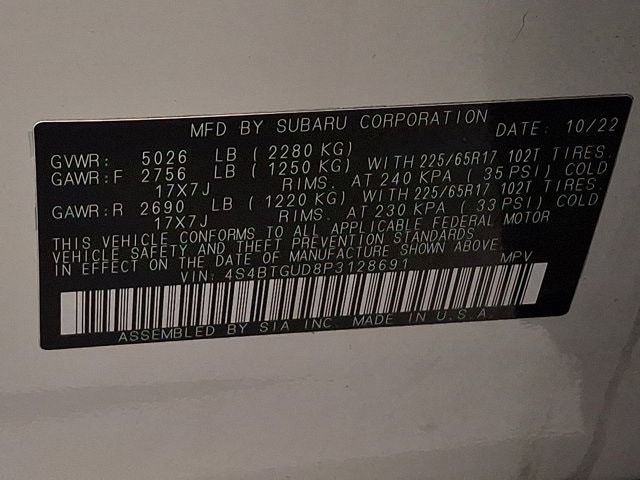 MFD BY SUBARU CORPORATION DATE: 10/22
GVWR: 5026 LB (2280 KG)
GAWR:F 2756 LB (1250 KG) WITH 225/65R17 102T TIRES.
17X7J RIMS. AT 240 KPA (35 PSI) COLD
GAWR:R 2690 LB (1220 KG) WITH 225/65R17 102T TIRES.
17X7J RIMS. AT 230 KPA (33 PSI) COLD
THIS VEHICLE CONFORMS TO ALL APPLICABLE FEDERAL MOTOR
VEHICLE SAFETY AND THEFT PREVENTION STANDARDS
IN EFFECT ON THE DATE OF MANUFACTURE SHOWN ABOVE.
VIN: 4S4BTGUD8P3128691 MPV
ASSEMBLED BY SIA INC. MADE IN U.S.A.